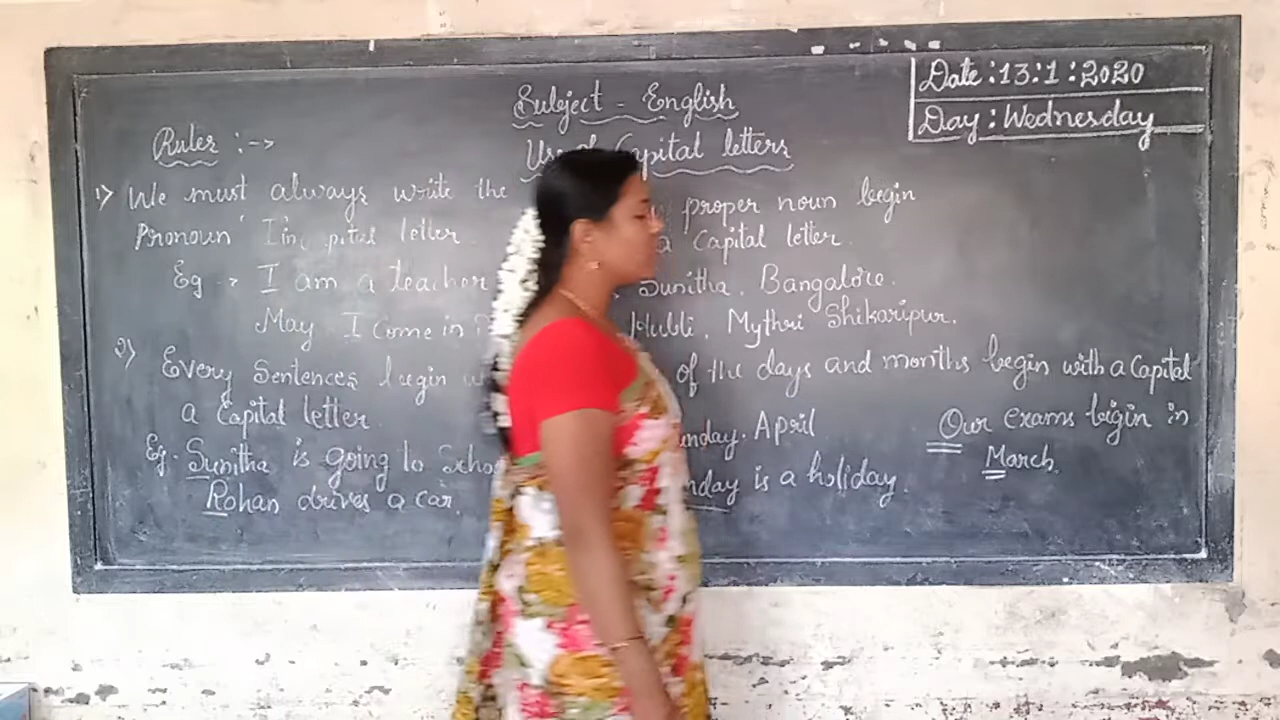 Subject - English
Date : 13:1:2020
Day : Wednesday
Rules :->
Capital letters
1) We must always write the
Pronoun 'I' in pital letter.
Eg -> I am a teacher
May I Come in
2) Every Sentences begin
a Capital letter.
Eg. Sunitha is going to
Rohan drives a car.
proper noun begin
a Capital letter.
Sunitha, Bangalore.
Hubli, Mythri Shikaripur.
of the days and months begin with a Capital
nday. April
nday is a holiday.
Our exams begin in
March.